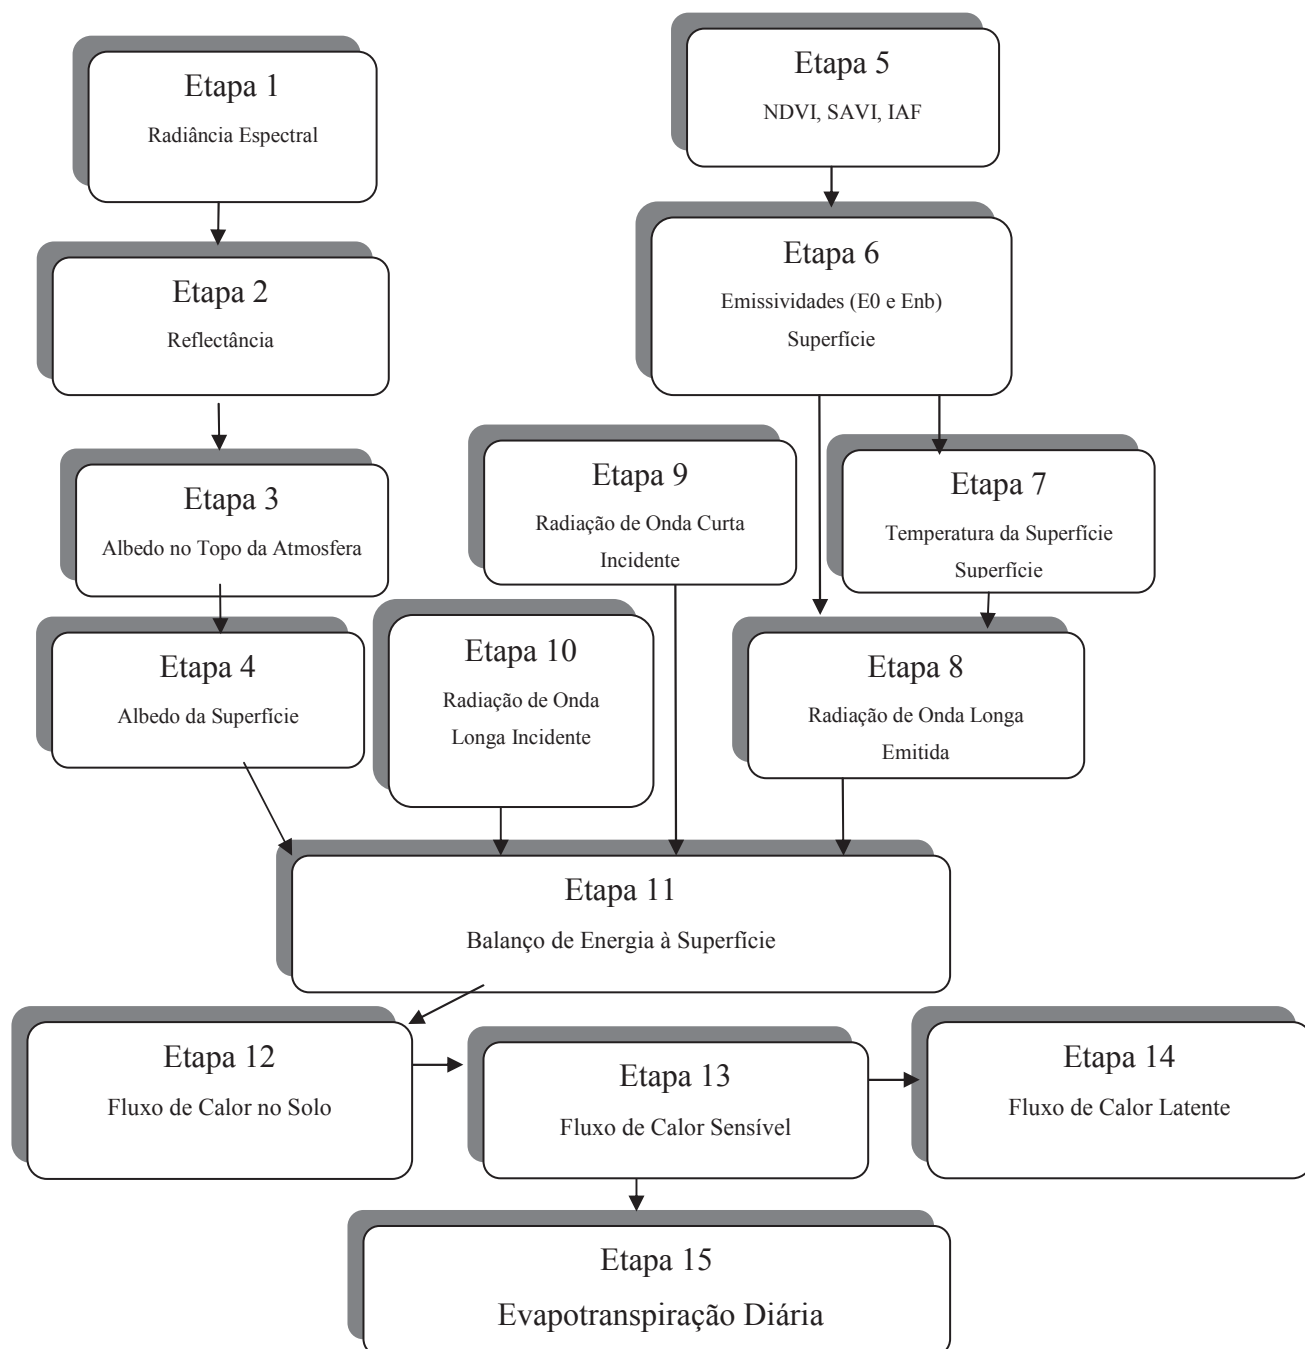 Etapa 1
Radiância Espectral
Etapa 2
Reflectância
Etapa 3
Albedo no Topo da Atmosfera
Etapa 4
Albedo da Superfície
Etapa 5
NDVI, SAVI, IAF
Etapa 6
Emissividades (E0 e Enb)
Superfície
Etapa 7
Temperatura da Superfície
Superfície
Etapa 8
Radiação de Onda Longa
Emitida
Etapa 9
Radiação de Onda Curta
Incidente
Etapa 10
Radiação de Onda
Longa Incidente
Etapa 11
Balanço de Energia à Superfície
Etapa 12
Fluxo de Calor no Solo
Etapa 13
Fluxo de Calor Sensível
Etapa 14
Fluxo de Calor Latente
Etapa 15
Evapotranspiração Diária